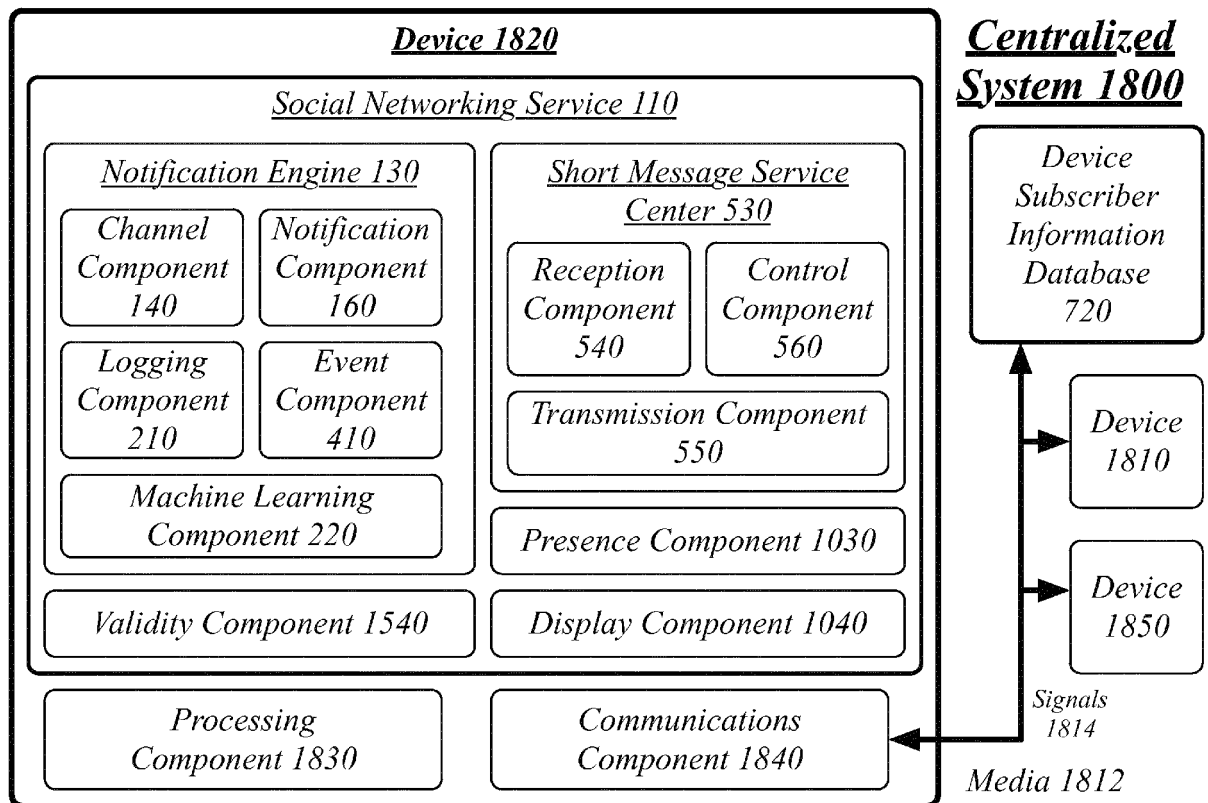 Device 1820
Centralized
System 1800
Social Networking Service 110
Notification Engine 130
Channel
Component
140
Notification
Component
160
Logging
Component
210
Event
Component
410
Machine Learning
Component 220
Short Message Service
Center 530
Reception
Component
540
Control
Component
560
Transmission Component
550
Presence Component 1030
Validity Component 1540
Display Component 1040
Processing
Component 1830
Communications
Component 1840
Device
Subscriber
Information
Database
720
Device
1810
Device
1850
Signals
1814
Media 1812